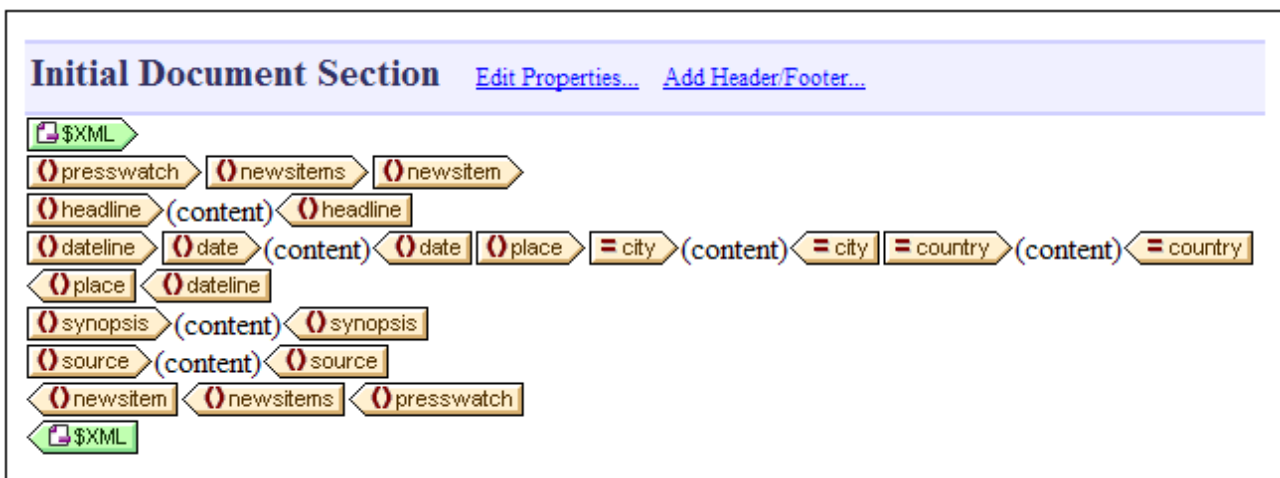 Initial Document Section Edit Properties... Add Header/Footer...
$XML
() presswatch () newsitems () newsitem
() headline (content) () headline
() dateline () date (content) () date () place = city (content) = city = country (content) = country
() place () dateline
() synopsis (content) () synopsis
() source (content) () source
() newsitem () newsitems () presswatch
$XML